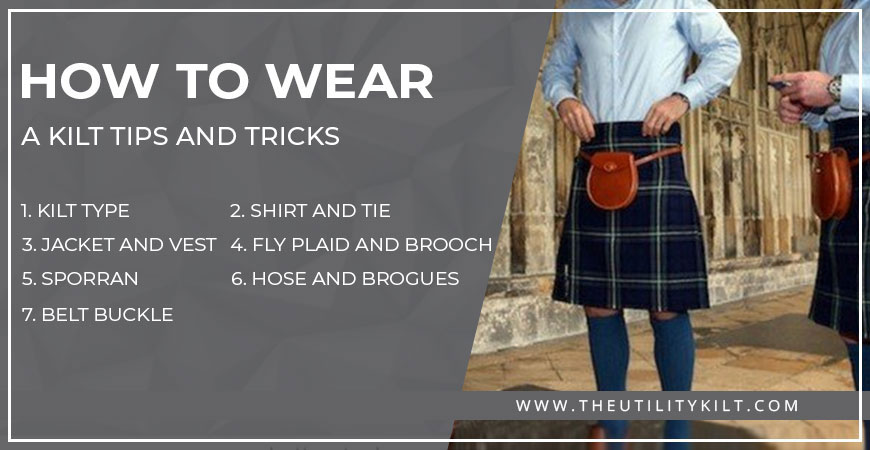 HOW TO WEAR
A KILT TIPS AND TRICKS
1. KILT TYPE
2. SHIRT AND TIE
3. JACKET AND VEST
4. FLY PLAID AND BROOCH
5. SPORRAN
6. HOSE AND BROGUES
7. BELT BUCKLE
WWW.THEUTILITYKILT.COM